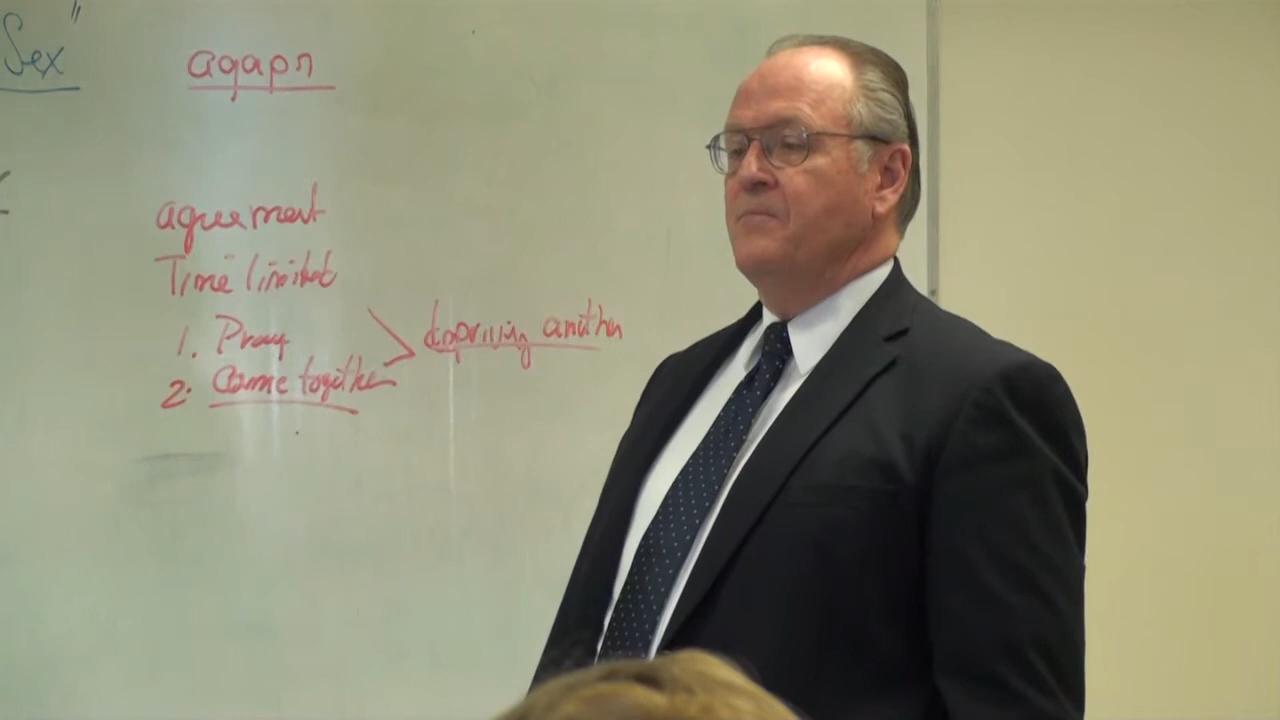 Sex"
agapη
agreement
Time limited
1. Pray
2. Come together
depriving another